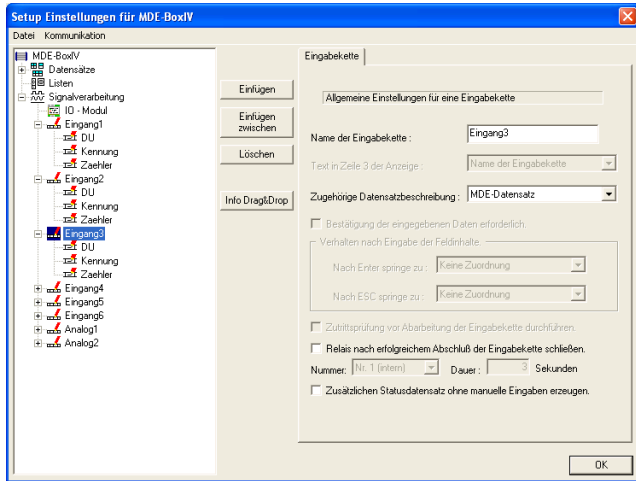 Setup Einstellungen für MDE-BoxIV
Datei Kommunikation
MDE-BoxIV
Datensätze
Listen
Signalverarbeitung
IO - Modul
Eingang1
DU
Kennung
Zaehler
Eingang2
DU
Kennung
Zaehler
Eingang3
DU
Kennung
Zaehler
Eingang4
Eingang5
Eingang6
Analog1
Analog2
Einfügen
Einfügen
zwischen
Löschen
Info Drag&Drop
Eingabekette
Allgemeine Einstellungen für eine Eingabekette
Name der Eingabekette : Eingang3
Text in Zeile 3 der Anzeige : Name der Eingabekette
Zugehörige Datensatzbeschreibung : MDE-Datensatz
Bestätigung der eingegebenen Daten erforderlich.
Verhalten nach Eingabe der Feldinhalte.
Nach Enter springe zu : Keine Zuordnung
Nach ESC springe zu : Keine Zuordnung
Zutrittsprüfung vor Abarbeitung der Eingabekette durchführen.
Relais nach erfolgreichem Abschluß der Eingabekette schließen.
Nummer: Nr. 1 (intern) Dauer : 3 Sekunden
Zusätzlichen Statusdatensatz ohne manuelle Eingaben erzeugen.
OK